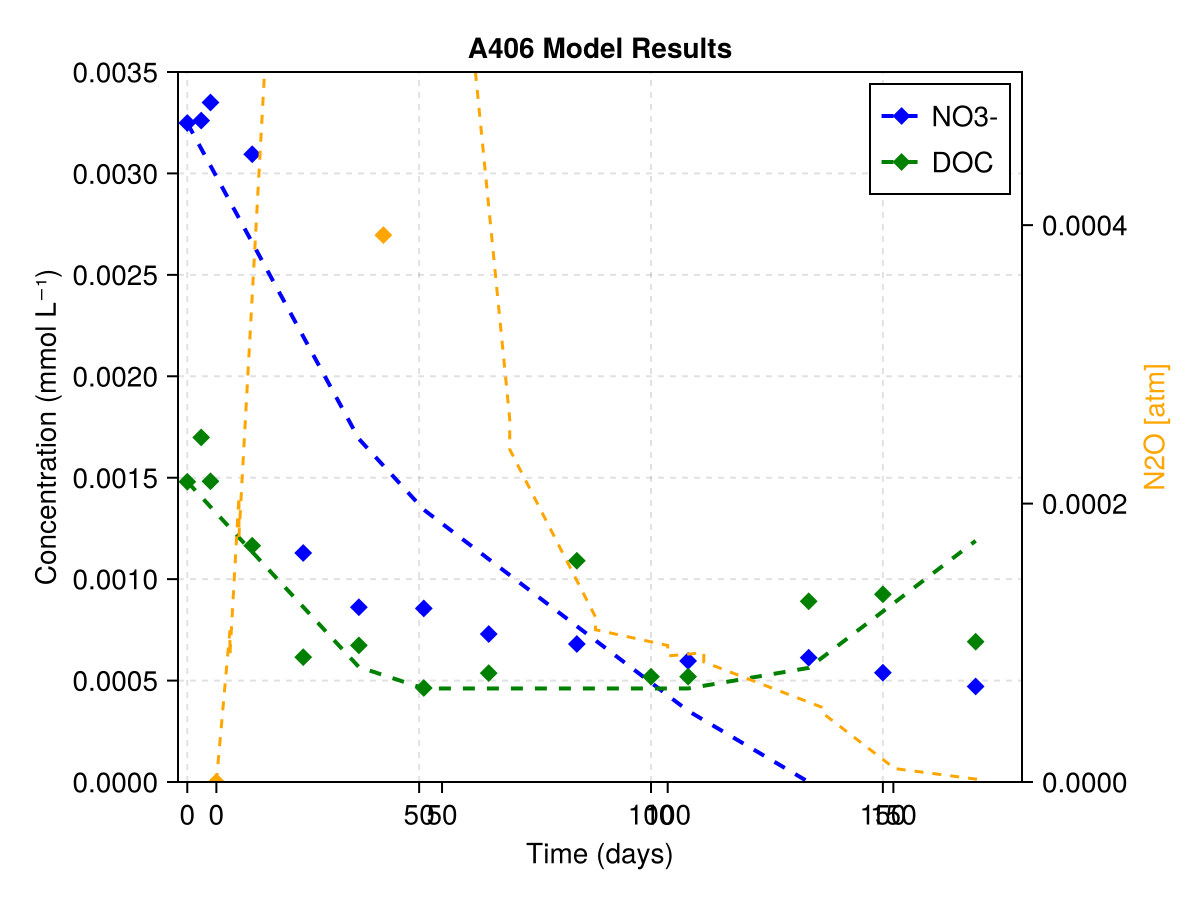 A406 Model Results
0.0035
0.0030
0.0025
0.0020
0.0015
0.0010
0.0005
0.0000
Concentration (mmol L⁻¹)
NO3-
DOC
0.0004
0.0002
0.0000
N2O [atm]
0 0 50 50 100 100 150 150
Time (days)